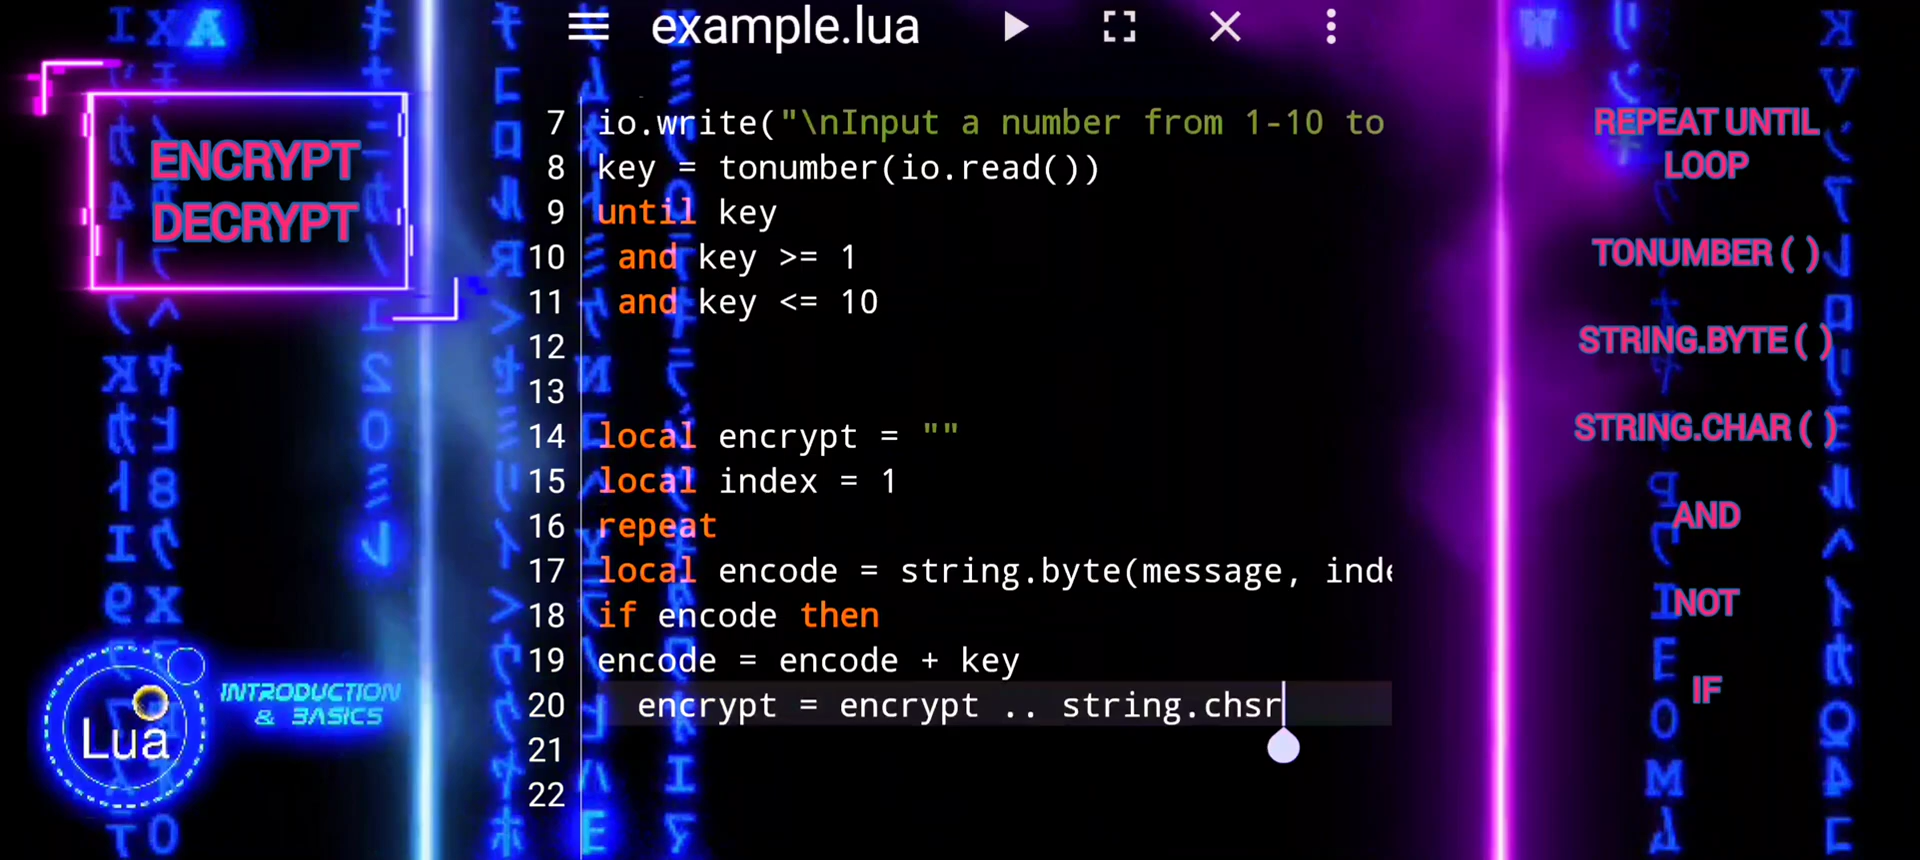 example.lua
ENCRYPT
DECRYPT
7 io.write("\nInput a number from 1-10 to
8 key = tonumber(io.read())
9 until key
10 and key >= 1
11 and key <= 10
12
13
14 local encrypt = ""
15 local index = 1
16 repeat
17 local encode = string.byte(message, inde
18 if encode then
19 encode = encode + key
20 encrypt = encrypt .. string.chsr
21
22
REPEAT UNTIL
LOOP
TONUMBER ( )
STRING.BYTE ( )
STRING.CHAR ( )
AND
NOT
IF
Lua
INTRODUCTION
& BASICS